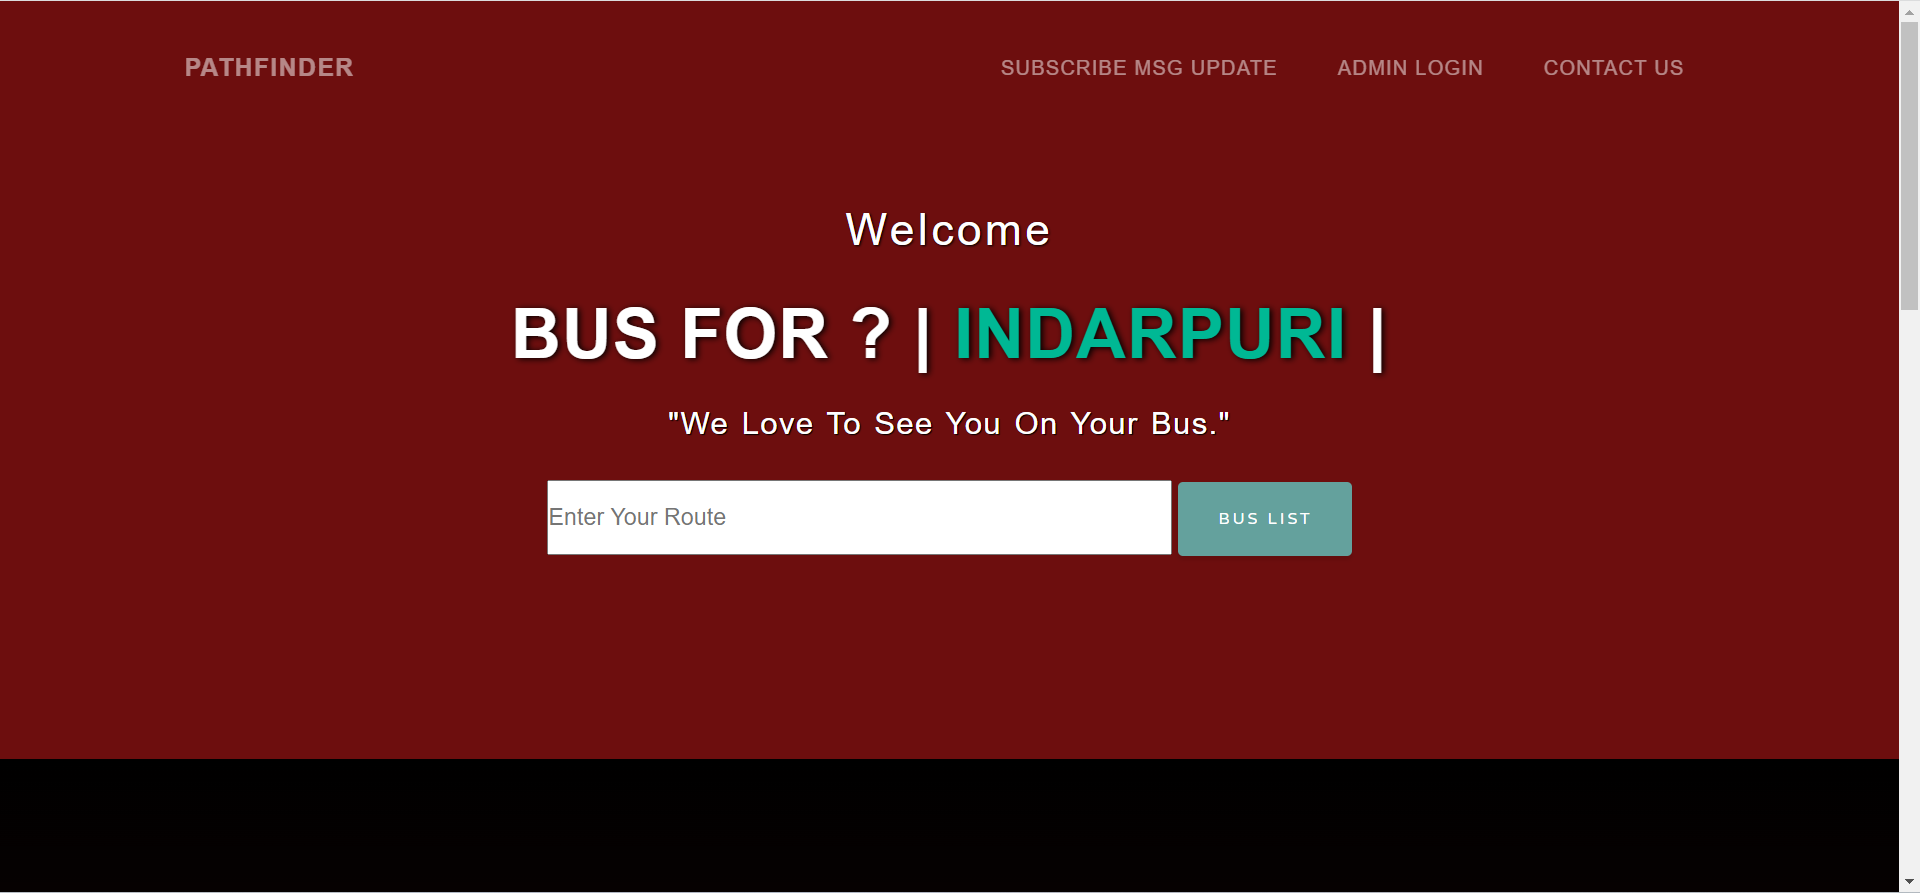 PATHFINDER SUBSCRIBE MSG UPDATE ADMIN LOGIN CONTACT US
Welcome
BUS FOR ? | INDARPURI |
"We Love To See You On Your Bus."
Enter Your Route BUS LIST